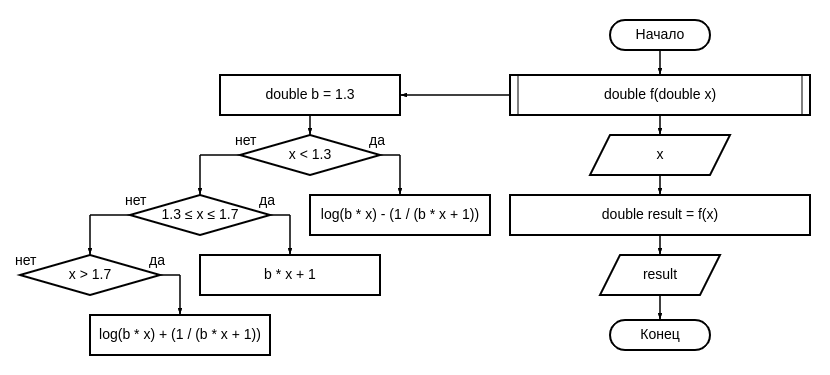 Начало
double b = 1.3
double f(double x)
нет
да
x < 1.3
x
нет
да
1.3 ≤ x ≤ 1.7
log(b * x) - (1 / (b * x + 1))
double result = f(x)
нет
да
x > 1.7
b * x + 1
result
log(b * x) + (1 / (b * x + 1))
Конец